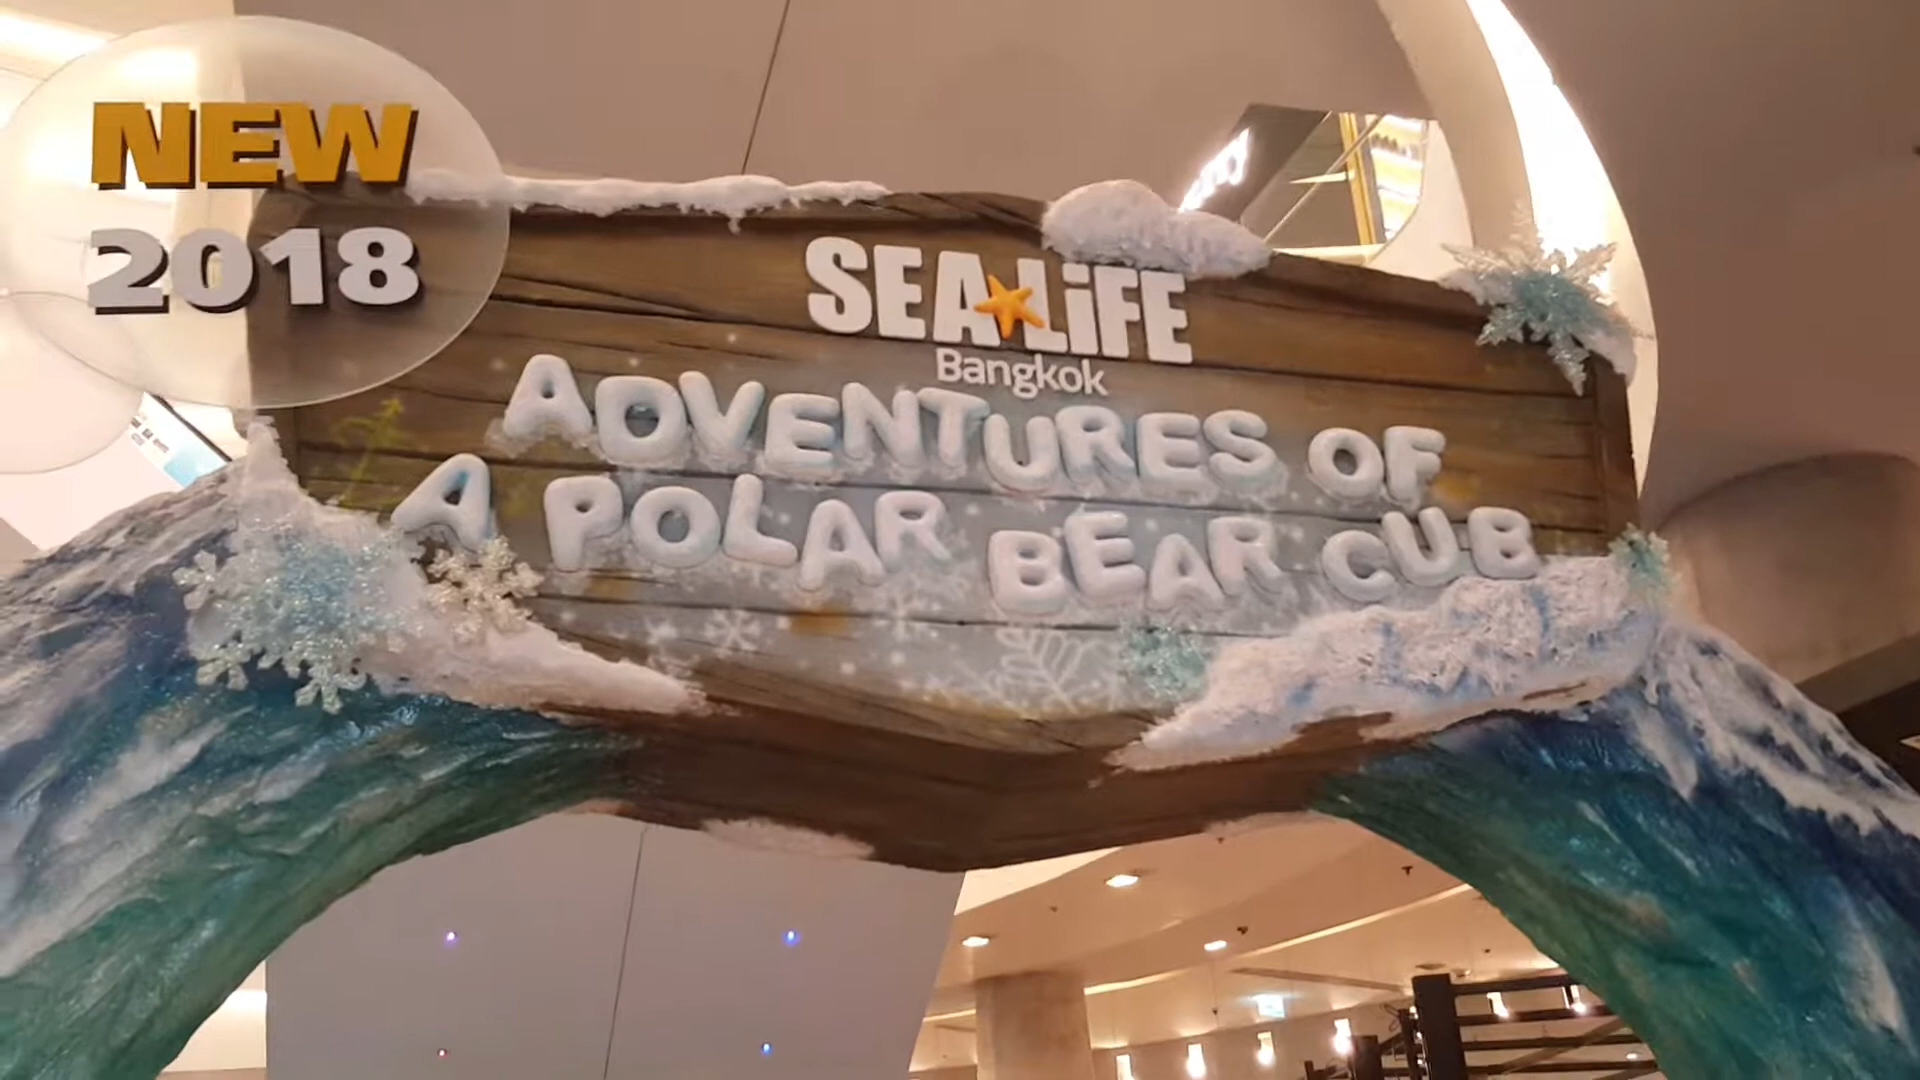 NEW
2018
SEA LiFE
Bangkok
ADVENTURES OF
A POLAR BEAR CUB